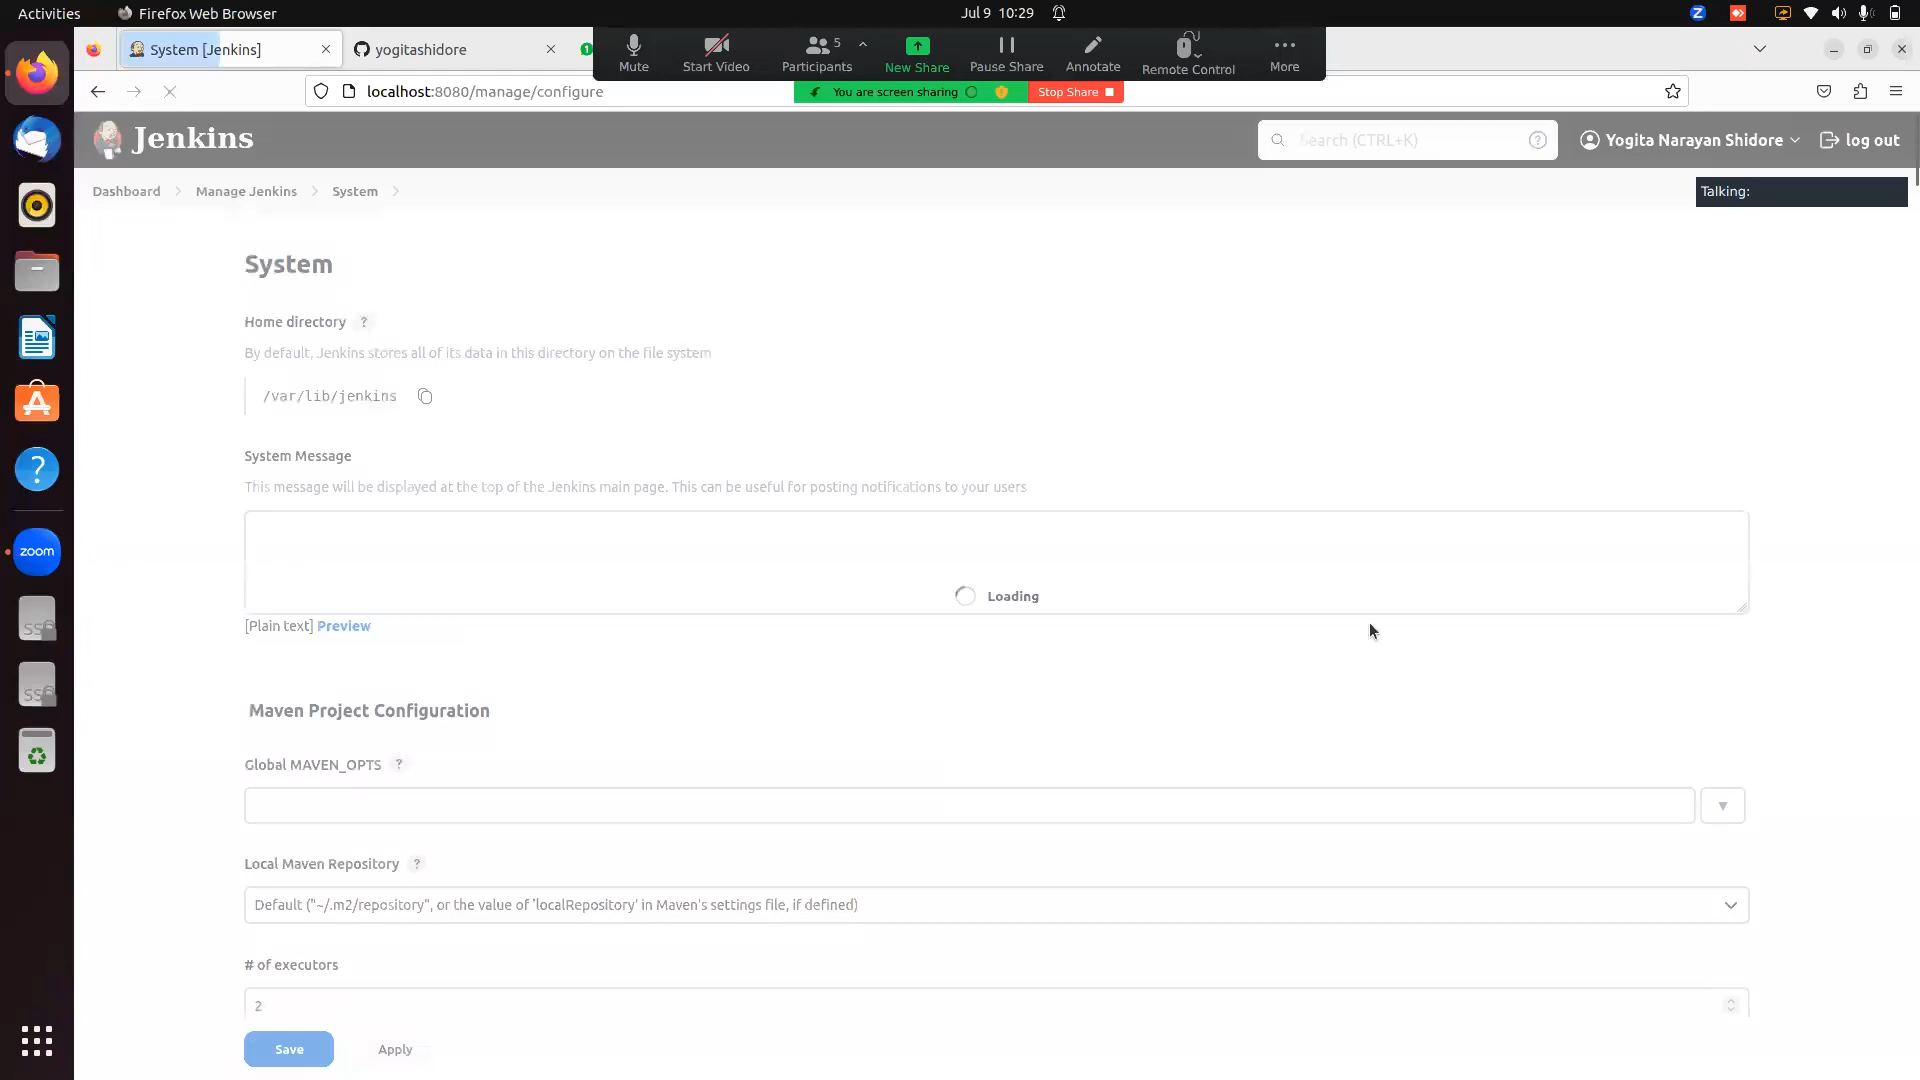 Activities
Firefox Web Browser
Jul 9 10:29
System [Jenkins]
yogitashidore
1
Mute
Start Video
5
Participants
New Share
Pause Share
Annotate
Remote Control
More
localhost:8080/manage/configure
You are screen sharing
Stop Share
Jenkins
Search (CTRL+K)
?
Yogita Narayan Shidore
log out
Dashboard
Manage Jenkins
System
Talking:
System
Home directory ?
By default, Jenkins stores all of its data in this directory on the file system
/var/lib/jenkins
System Message
This message will be displayed at the top of the Jenkins main page. This can be useful for posting notifications to your users
Loading
[Plain text] Preview
Maven Project Configuration
Global MAVEN_OPTS ?
Local Maven Repository ?
Default ("~/.m2/repository", or the value of 'localRepository' in Maven's settings file, if defined)
# of executors
2
Save
Apply
zoom